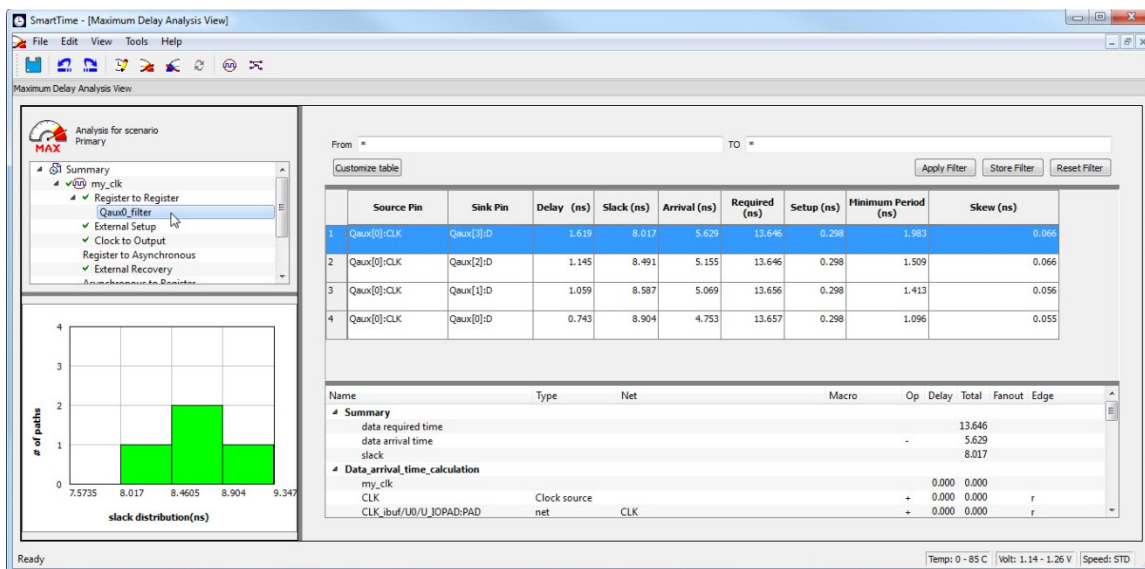 SmartTime - [Maximum Delay Analysis View]
File Edit View Tools Help
Maximum Delay Analysis View
MAX
Analysis for scenario
Primary
Summary
my_clk
Register to Register
Qaux0_filter
External Setup
Clock to Output
Register to Asynchronous
External Recovery
Asynchronous to Register
From * TO *
Customize table Apply Filter Store Filter Reset Filter
Source Pin Sink Pin Delay (ns) Slack (ns) Arrival (ns) Required (ns) Setup (ns) Minimum Period (ns) Skew (ns)
1 Qaux[0]:CLK Qaux[3]:D 1.619 8.017 5.629 13.646 0.298 1.983 0.066
2 Qaux[0]:CLK Qaux[2]:D 1.145 8.491 5.155 13.646 0.298 1.509 0.066
3 Qaux[0]:CLK Qaux[1]:D 1.059 8.587 5.069 13.656 0.298 1.413 0.056
4 Qaux[0]:CLK Qaux[0]:D 0.743 8.904 4.753 13.657 0.298 1.096 0.055
# of paths
4
3
2
1
0
7.5735 8.017 8.4605 8.904 9.347
slack distribution(ns)
Name Type Net Macro Op Delay Total Fanout Edge
Summary
data required time 13.646
data arrival time - 5.629
slack 8.017
Data_arrival_time_calculation
my_clk 0.000 0.000
CLK Clock source + 0.000 0.000 r
CLK_ibuf/U0/U_IOPAD:PAD net CLK + 0.000 0.000 r
Ready Temp: 0 - 85 C Volt: 1.14 - 1.26 V Speed: STD